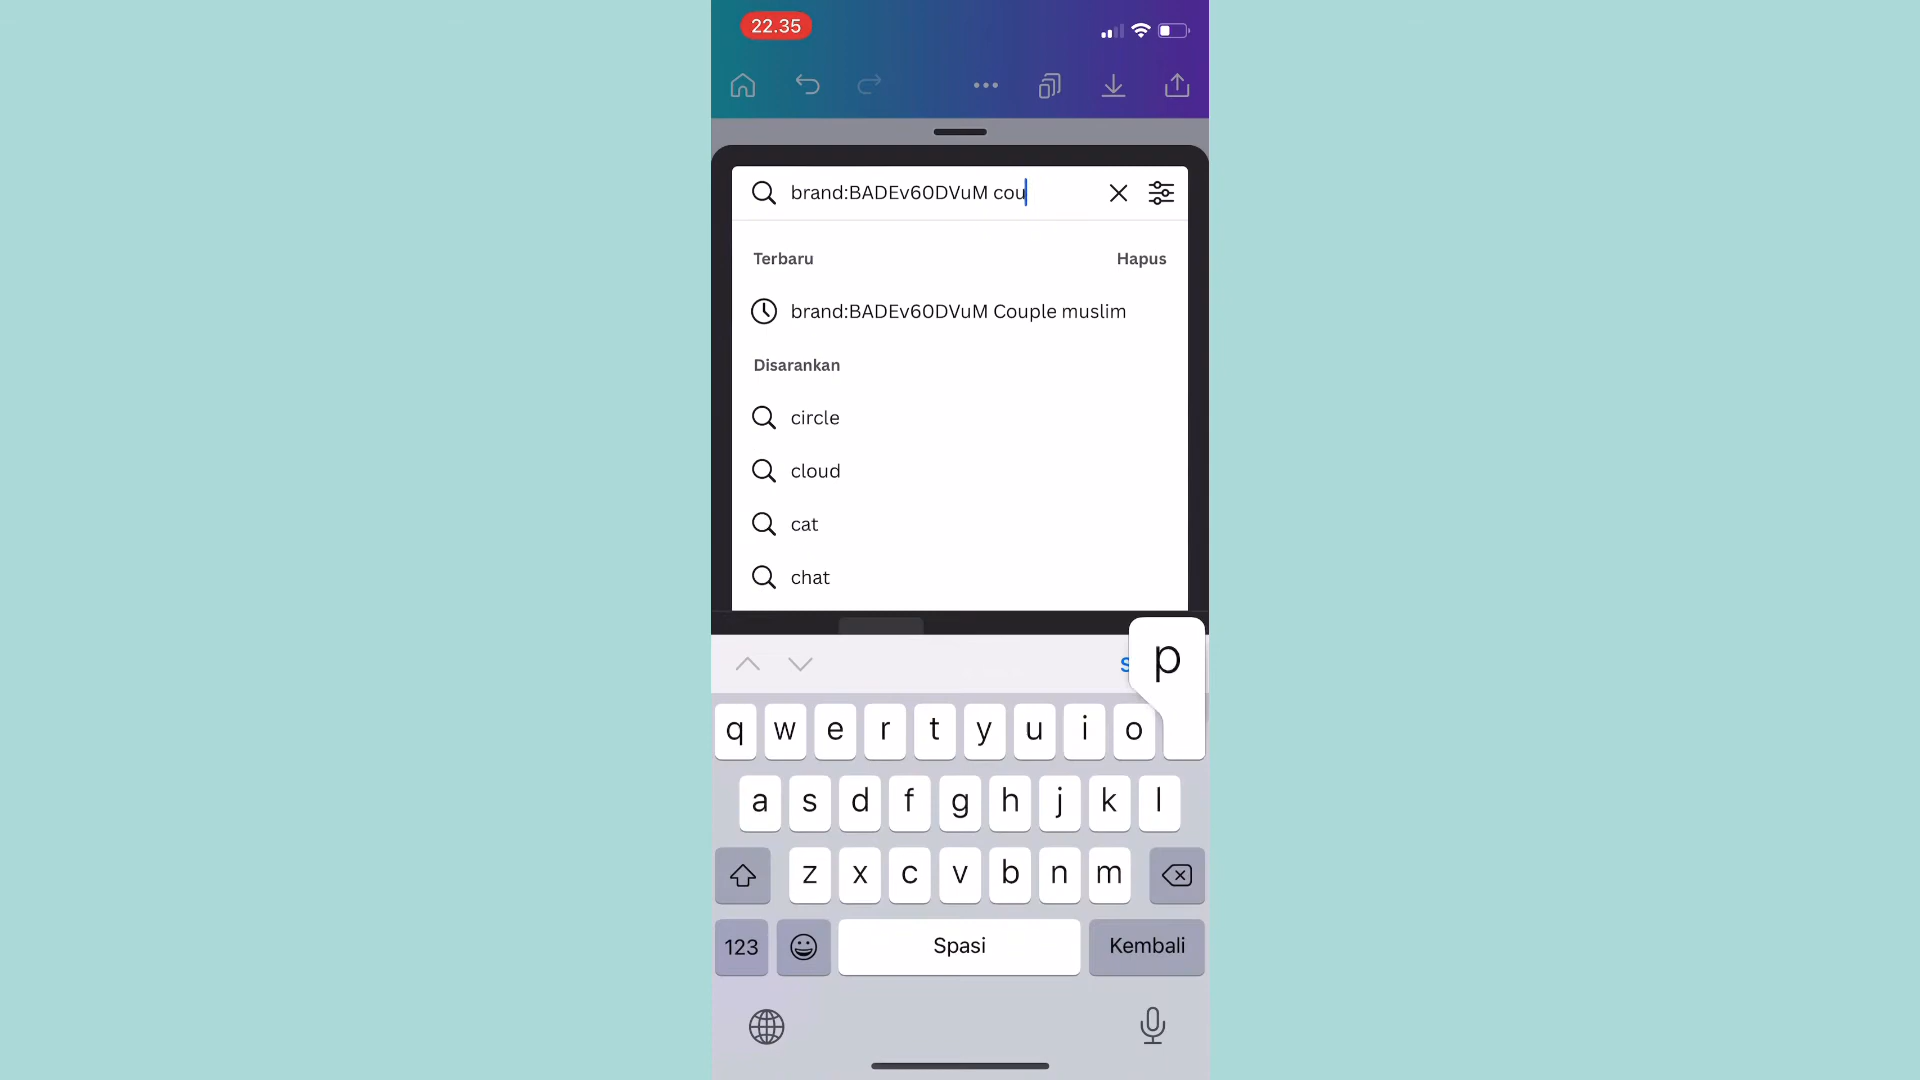 22.35
brand:BADEv60DVuM cou
Terbaru Hapus
brand:BADEv60DVuM Couple muslim
Disarankan
circle
cloud
cat
chat
p
q w e r t y u i o
a s d f g h j k l
z x c v b n m
123 Spasi Kembali